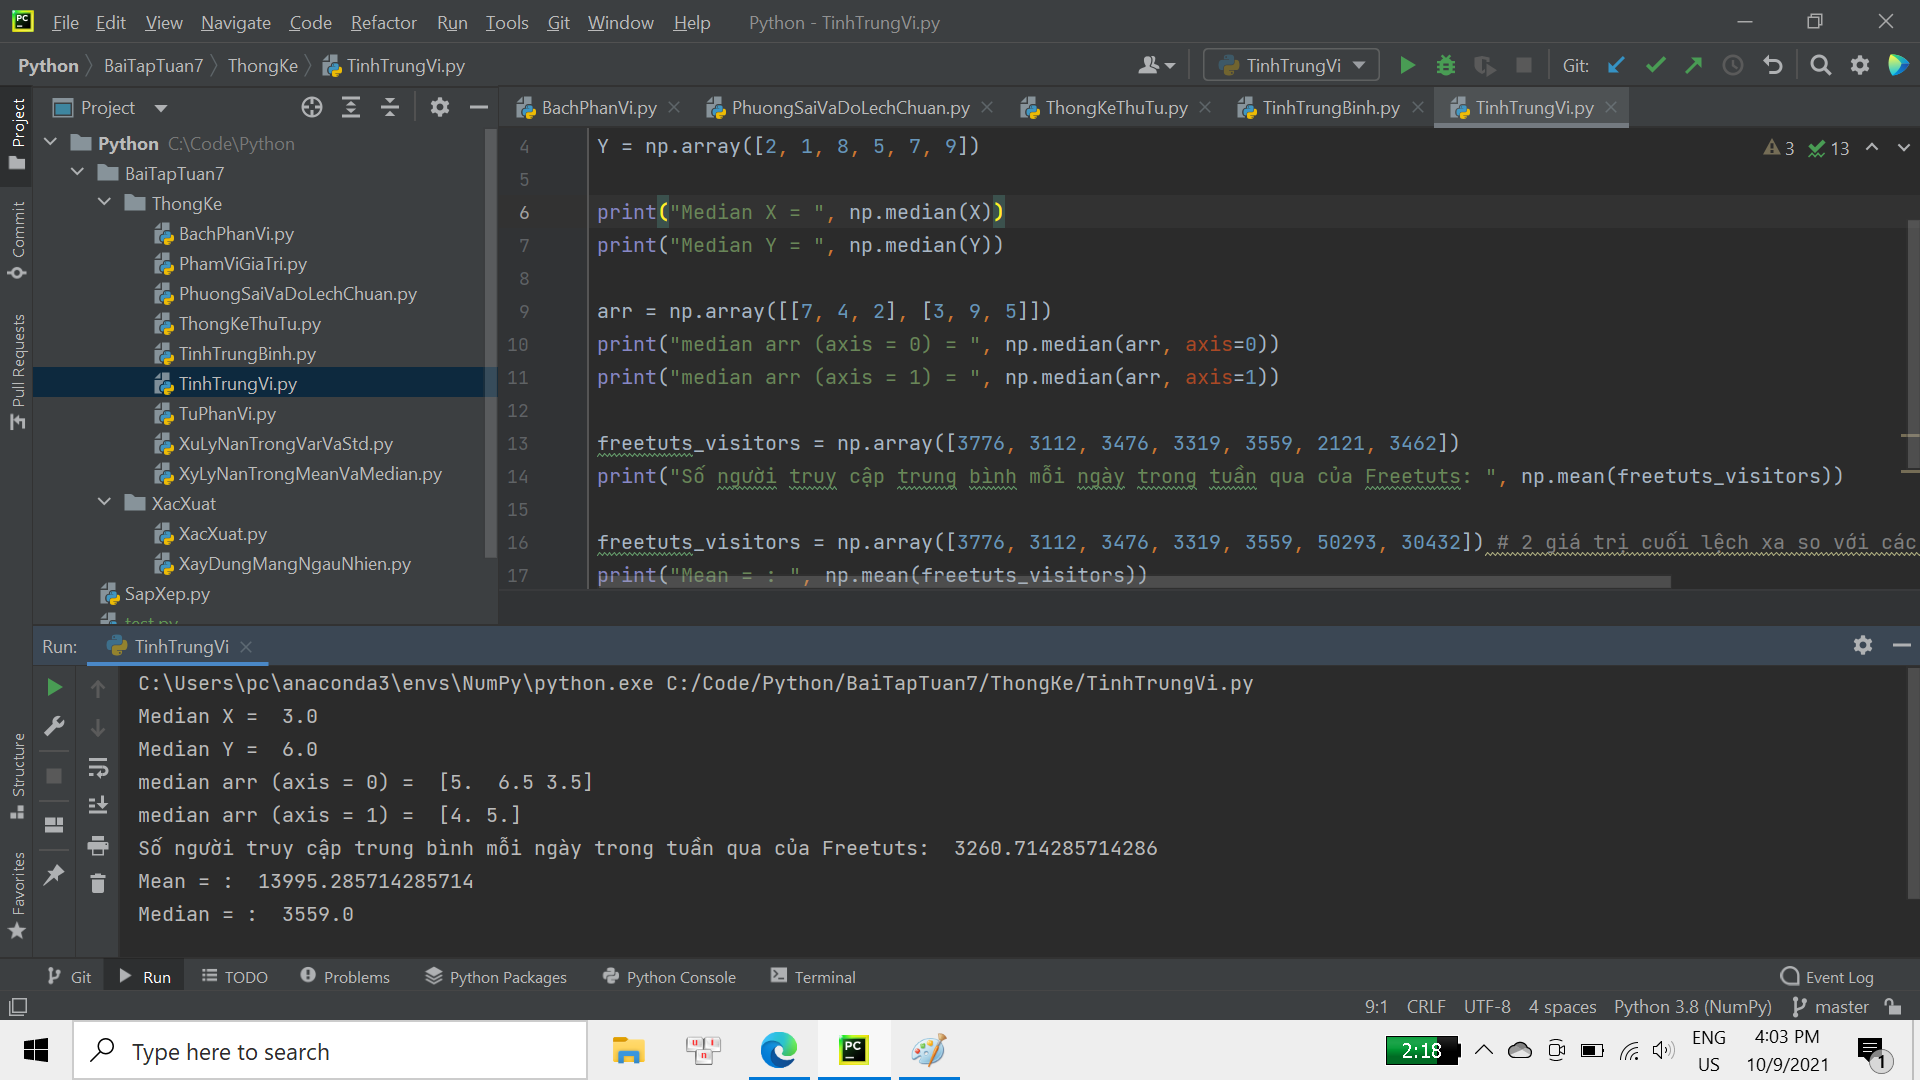 PC File Edit View Navigate Code Refactor Run Tools Git Window Help Python - TinhTrungVi.py
Python BaiTapTuan7 ThongKe TinhTrungVi.py TinhTrungVi Git:
Project
BachPhanVi.py PhuongSaiVaDoLechChuan.py ThongKeThuTu.py TinhTrungBinh.py TinhTrungVi.py
Project
Commit
Pull Requests
Structure
Favorites
Python C:\Code\Python
BaiTapTuan7
ThongKe
BachPhanVi.py
PhamViGiaTri.py
PhuongSaiVaDoLechChuan.py
ThongKeThuTu.py
TinhTrungBinh.py
TinhTrungVi.py
TuPhanVi.py
XuLyNanTrongVarVaStd.py
XyLyNanTrongMeanVaMedian.py
XacXuat
XacXuat.py
XayDungMangNgauNhien.py
SapXep.py
test.py
3 13
4 Y = np.array([2, 1, 8, 5, 7, 9])
5
6 print("Median X = ", np.median(X))
7 print("Median Y = ", np.median(Y))
8
9 arr = np.array([[7, 4, 2], [3, 9, 5]])
10 print("median arr (axis = 0) = ", np.median(arr, axis=0))
11 print("median arr (axis = 1) = ", np.median(arr, axis=1))
12
13 freetuts_visitors = np.array([3776, 3112, 3476, 3319, 3559, 2121, 3462])
14 print("Số người truy cập trung bình mỗi ngày trong tuần qua của Freetuts: ", np.mean(freetuts_visitors))
15
16 freetuts_visitors = np.array([3776, 3112, 3476, 3319, 3559, 50293, 30432]) # 2 giá trị cuối lệch xa so với các
17 print("Mean = : ", np.mean(freetuts_visitors))
Run: TinhTrungVi
C:\Users\pc\anaconda3\envs\NumPy\python.exe C:/Code/Python/BaiTapTuan7/ThongKe/TinhTrungVi.py
Median X =  3.0
Median Y =  6.0
median arr (axis = 0) =  [5.  6.5 3.5]
median arr (axis = 1) =  [4. 5.]
Số người truy cập trung bình mỗi ngày trong tuần qua của Freetuts:  3260.714285714286
Mean = :  13995.285714285714
Median = :  3559.0
Git Run TODO Problems Python Packages Python Console Terminal Event Log
9:1 CRLF UTF-8 4 spaces Python 3.8 (NumPy) master
Type here to search
PC
2:18
ENG
US
4:03 PM
10/9/2021
1